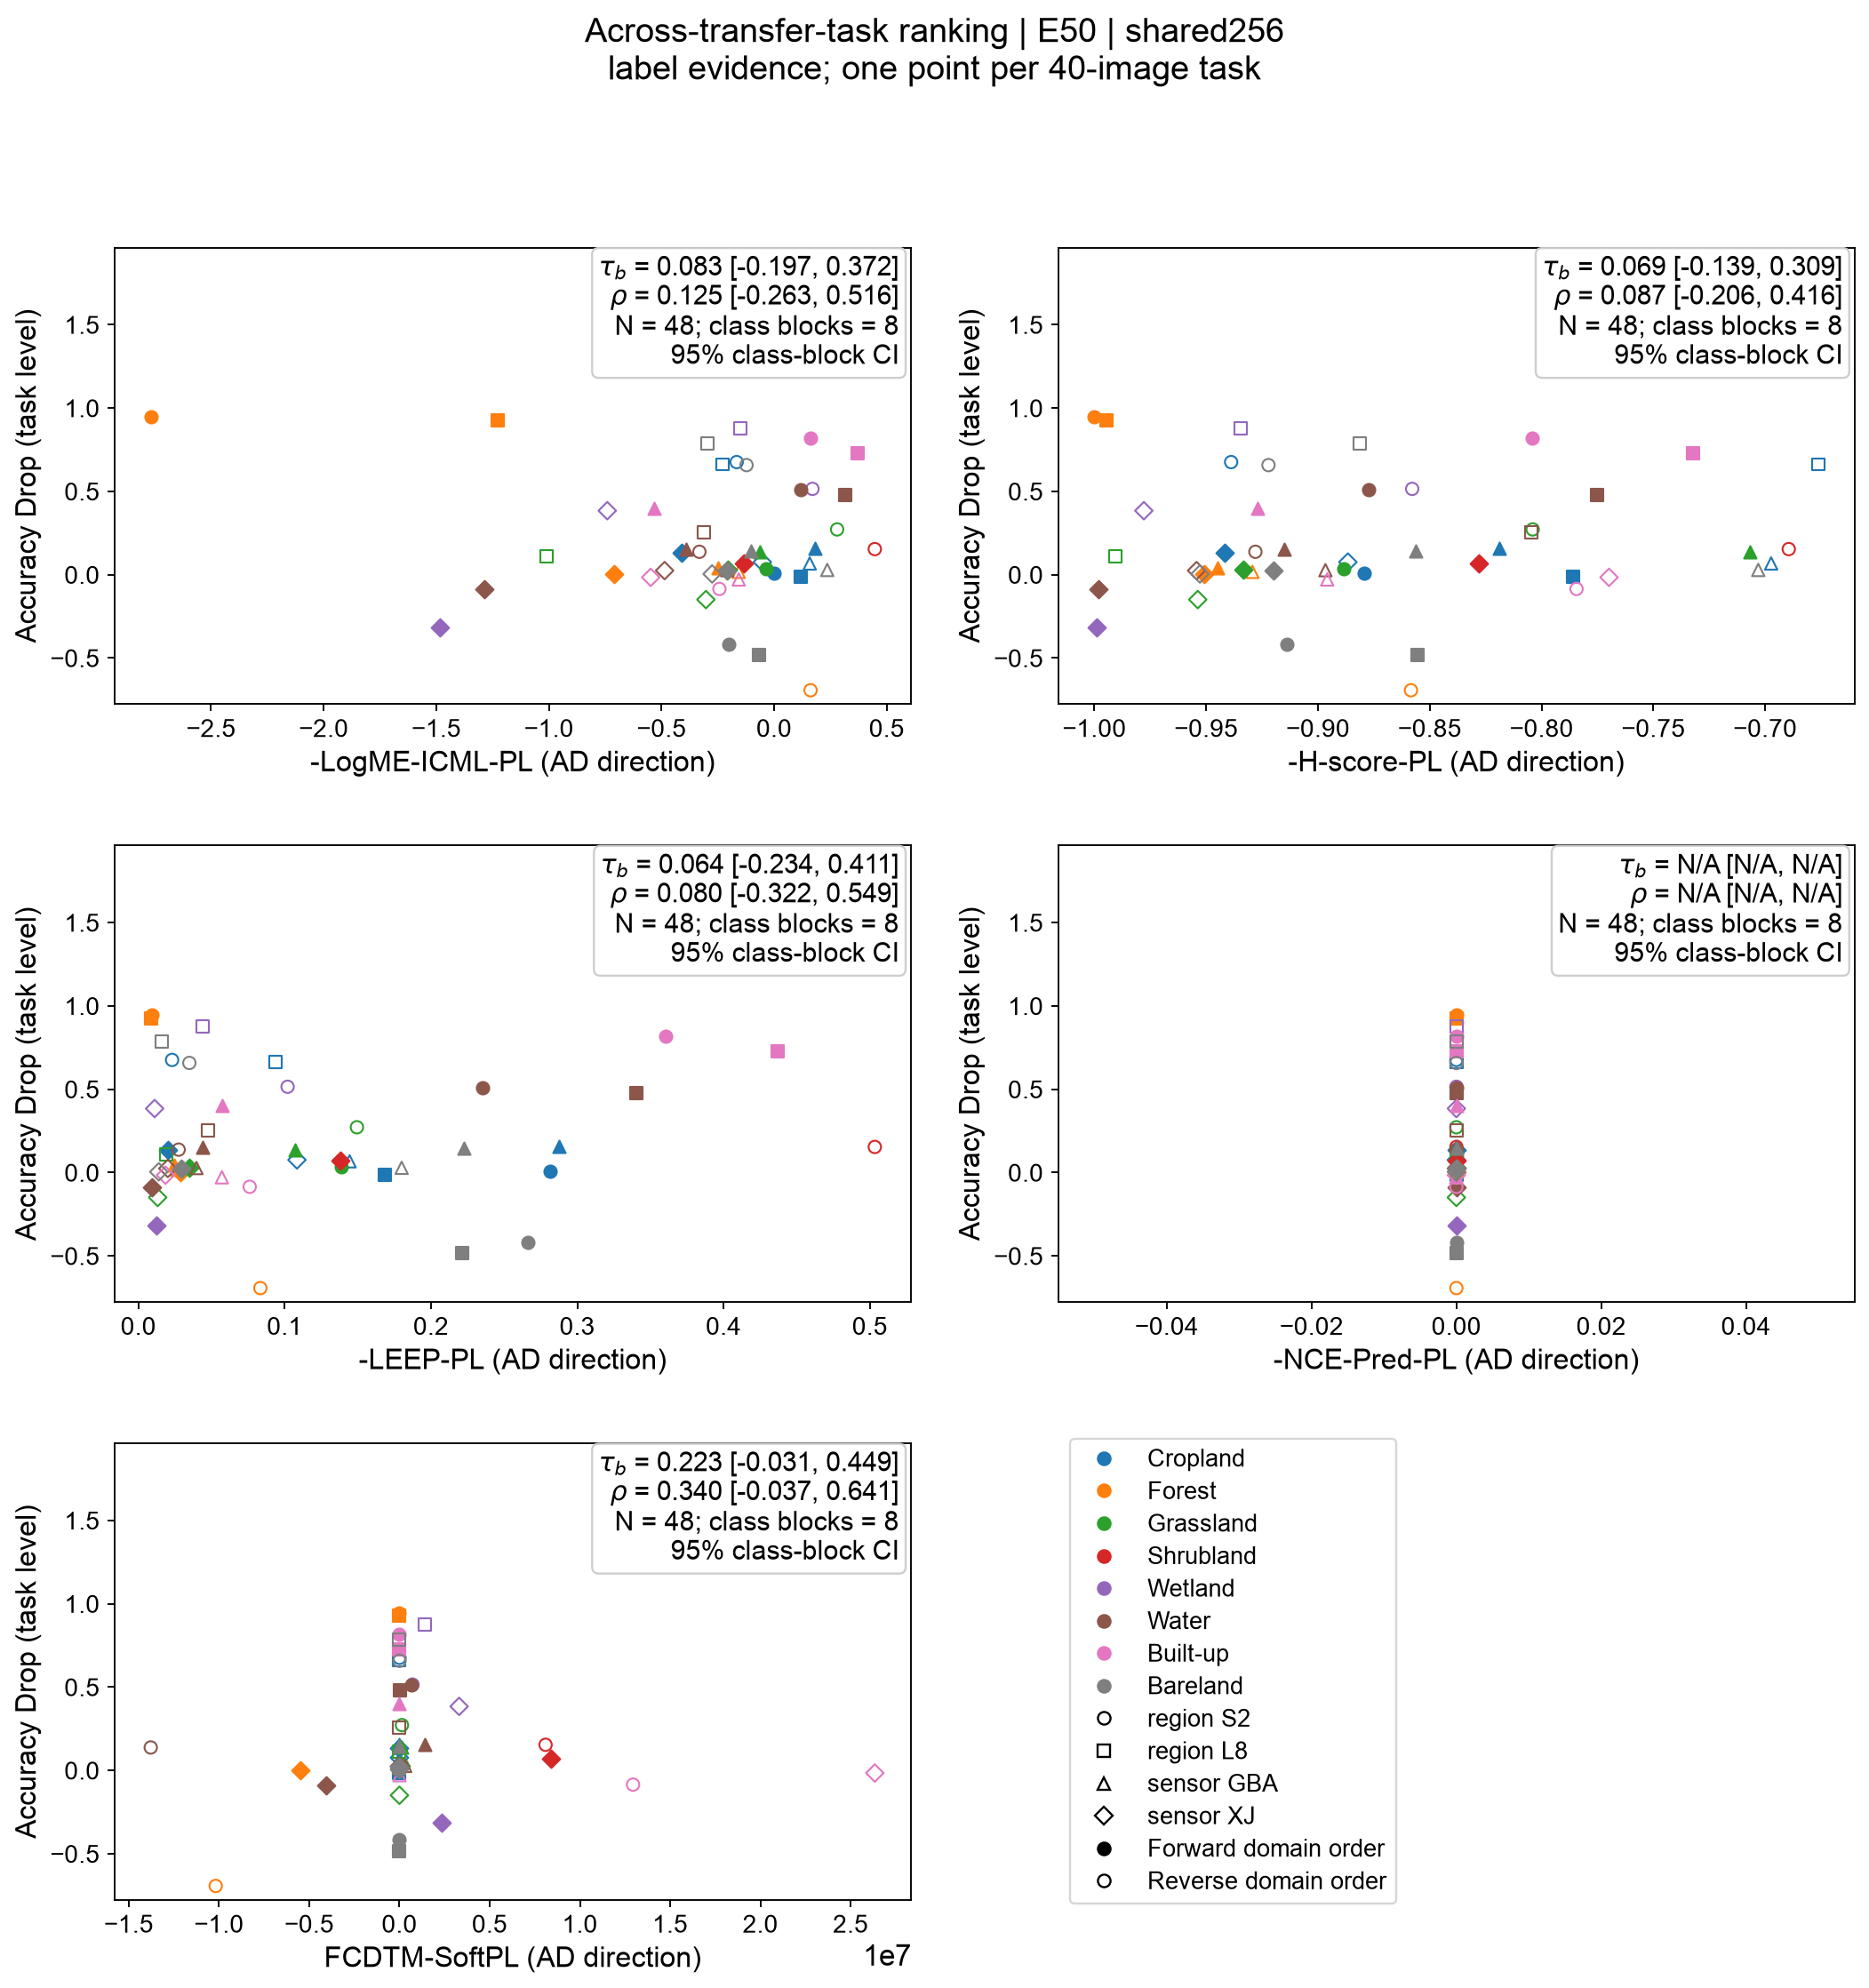 Across-transfer-task ranking | E50 | shared256
label evidence; one point per 40-image task
τb = 0.083 [-0.197, 0.372]
ρ = 0.125 [-0.263, 0.516]
N = 48; class blocks = 8
95% class-block CI
Accuracy Drop (task level)
1.5
1.0
0.5
0.0
−0.5
−2.5 −2.0 −1.5 −1.0 −0.5 0.0 0.5
-LogME-ICML-PL (AD direction)
τb = 0.069 [-0.139, 0.309]
ρ = 0.087 [-0.206, 0.416]
N = 48; class blocks = 8
95% class-block CI
Accuracy Drop (task level)
1.5
1.0
0.5
0.0
−0.5
−1.00 −0.95 −0.90 −0.85 −0.80 −0.75 −0.70
-H-score-PL (AD direction)
τb = 0.064 [-0.234, 0.411]
ρ = 0.080 [-0.322, 0.549]
N = 48; class blocks = 8
95% class-block CI
Accuracy Drop (task level)
1.5
1.0
0.5
0.0
−0.5
0.0 0.1 0.2 0.3 0.4 0.5
-LEEP-PL (AD direction)
τb = N/A [N/A, N/A]
ρ = N/A [N/A, N/A]
N = 48; class blocks = 8
95% class-block CI
Accuracy Drop (task level)
1.5
1.0
0.5
0.0
−0.5
−0.04 −0.02 0.00 0.02 0.04
-NCE-Pred-PL (AD direction)
τb = 0.223 [-0.031, 0.449]
ρ = 0.340 [-0.037, 0.641]
N = 48; class blocks = 8
95% class-block CI
Accuracy Drop (task level)
1.5
1.0
0.5
0.0
−0.5
−1.5 −1.0 −0.5 0.0 0.5 1.0 1.5 2.0 2.5
FCDTM-SoftPL (AD direction)
1e7
Cropland
Forest
Grassland
Shrubland
Wetland
Water
Built-up
Bareland
region S2
region L8
sensor GBA
sensor XJ
Forward domain order
Reverse domain order